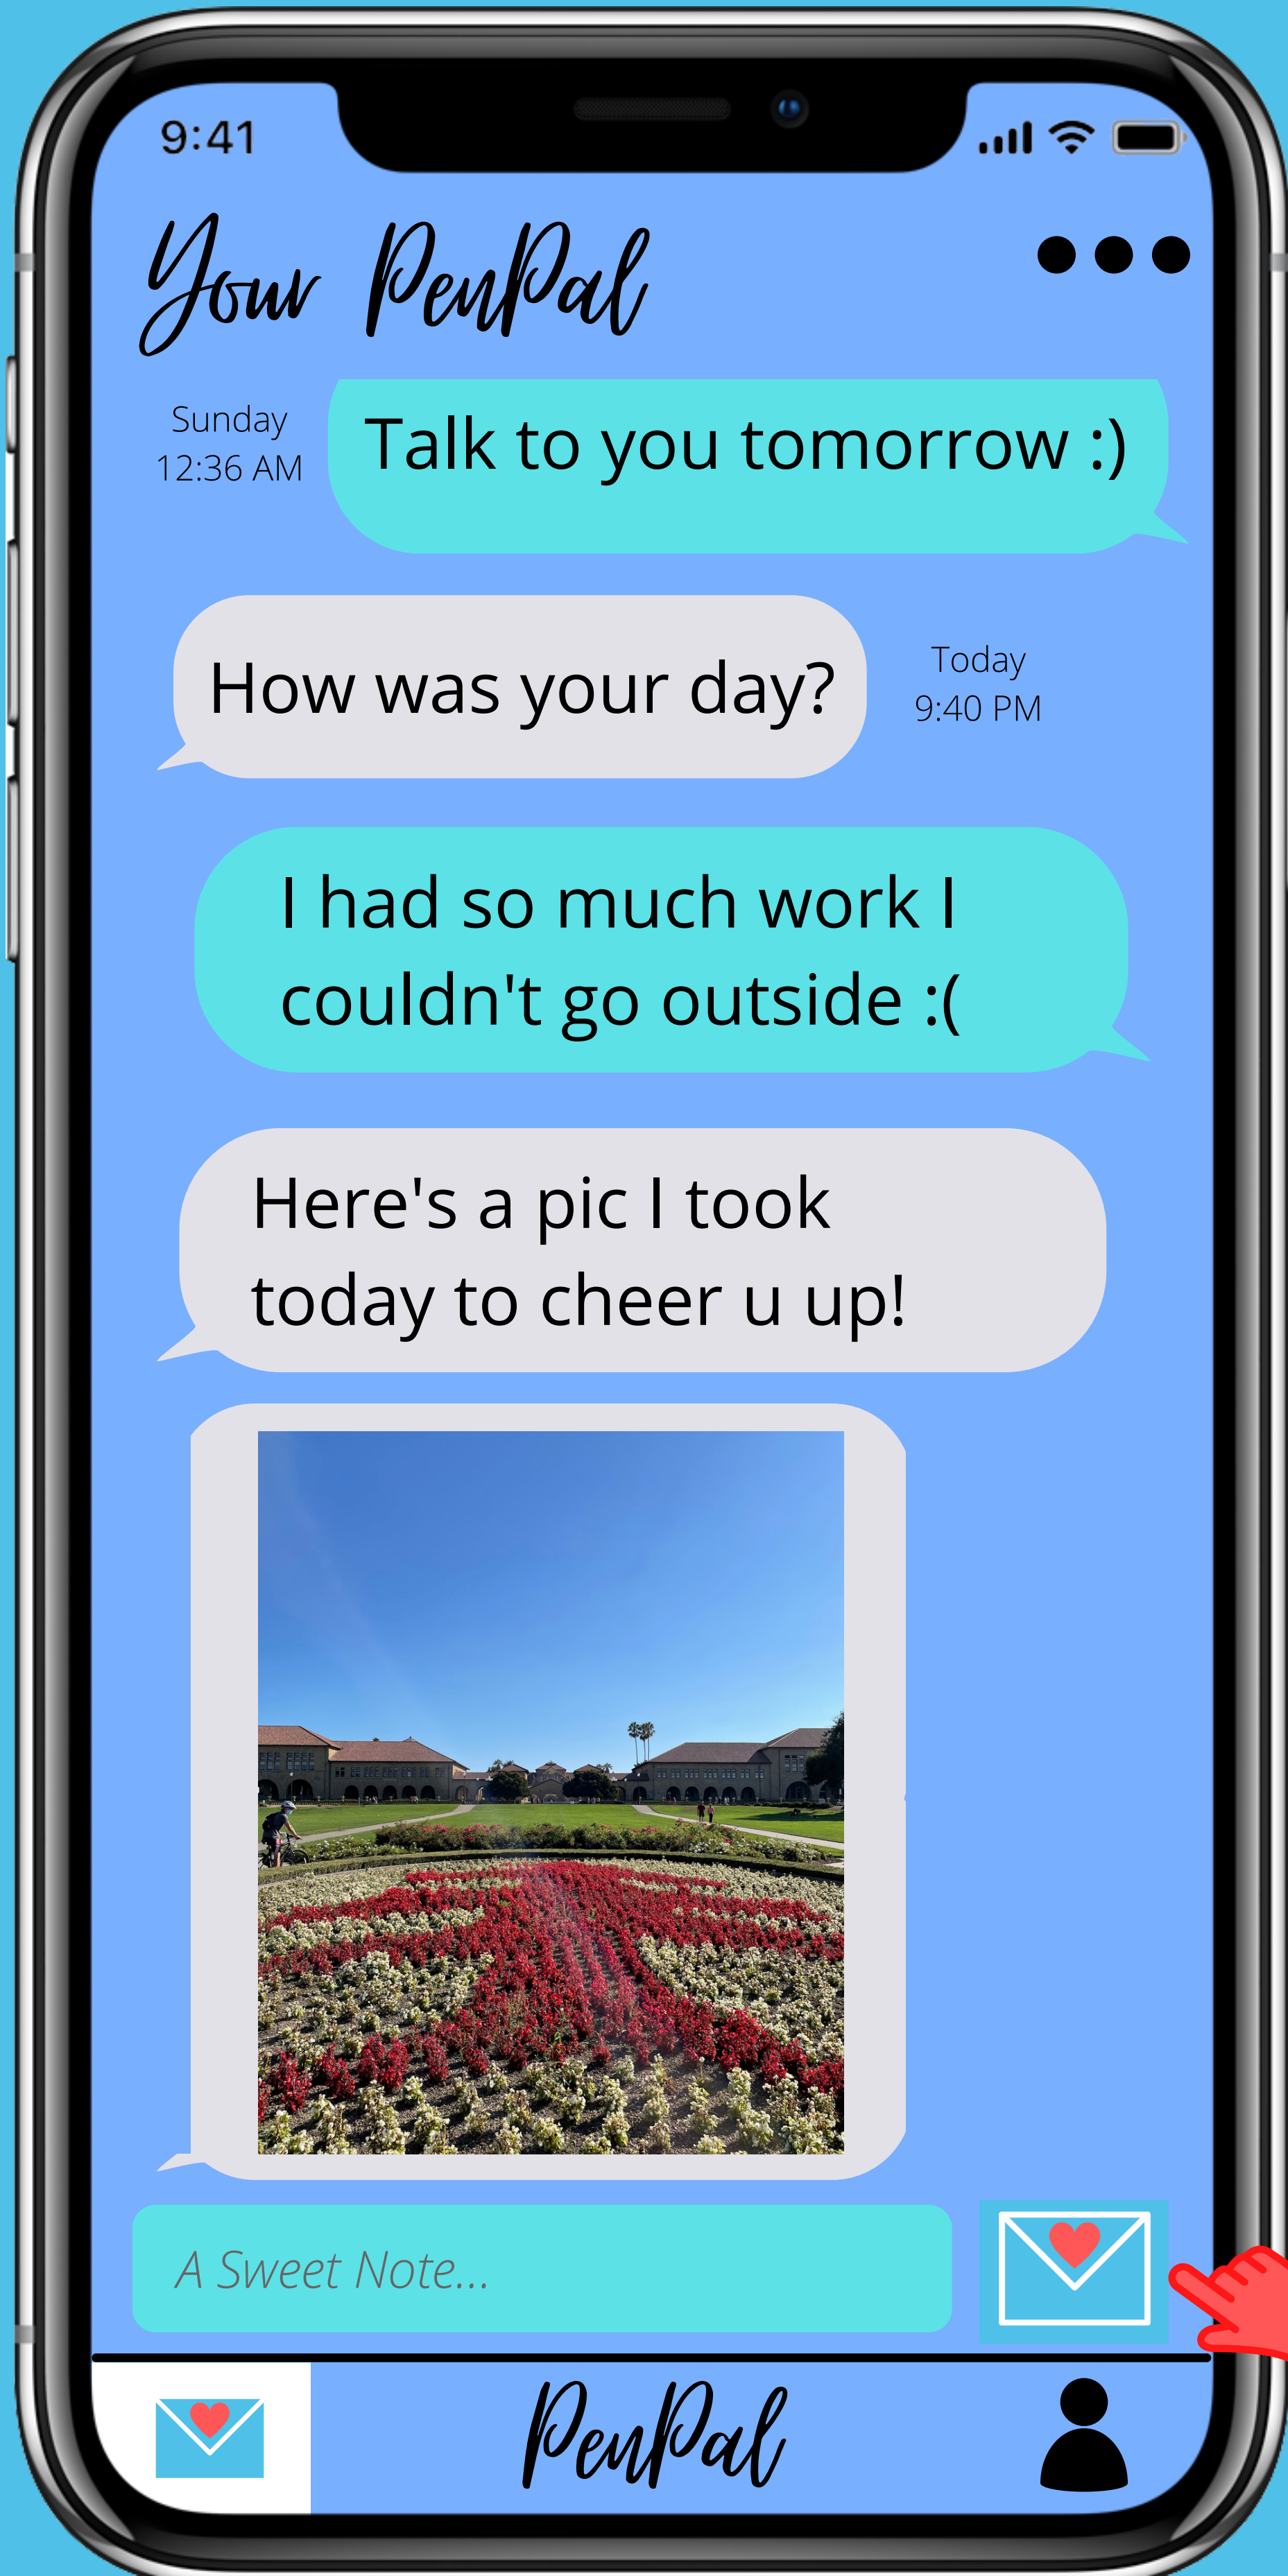 9:41
Your PenPal
Sunday
12:36 AM
Talk to you tomorrow :)
How was your day?
Today
9:40 PM
I had so much work I
couldn't go outside :(
Here's a pic I took
today to cheer u up!
A Sweet Note...
PenPal